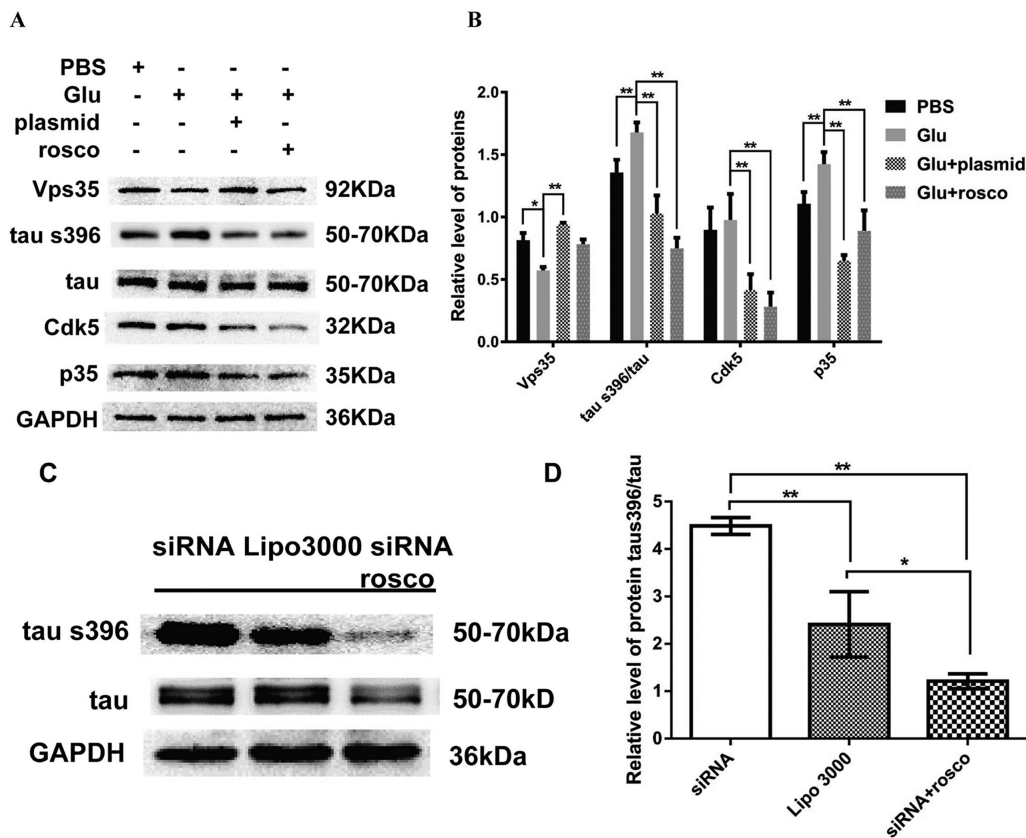 A
PBS + - - -
Glu - + + +
plasmid - - + -
rosco - - - +
Vps35 92KDa
tau s396 50-70KDa
tau 50-70KDa
Cdk5 32KDa
p35 35KDa
GAPDH 36KDa
B
Relative level of proteins
2.0
1.5
1.0
0.5
0.0
* ** ** ** ** ** ** ** ** **
Vps35 tau s396/tau Cdk5 p35
PBS
Glu
Glu+plasmid
Glu+rosco
C
siRNA Lipo3000 siRNA
rosco
tau s396 50-70kDa
tau 50-70kD
GAPDH 36kDa
D
Relative level of protein taus396/tau
5
4
3
2
1
0
**
**
*
siRNA Lipo 3000 siRNA+rosco